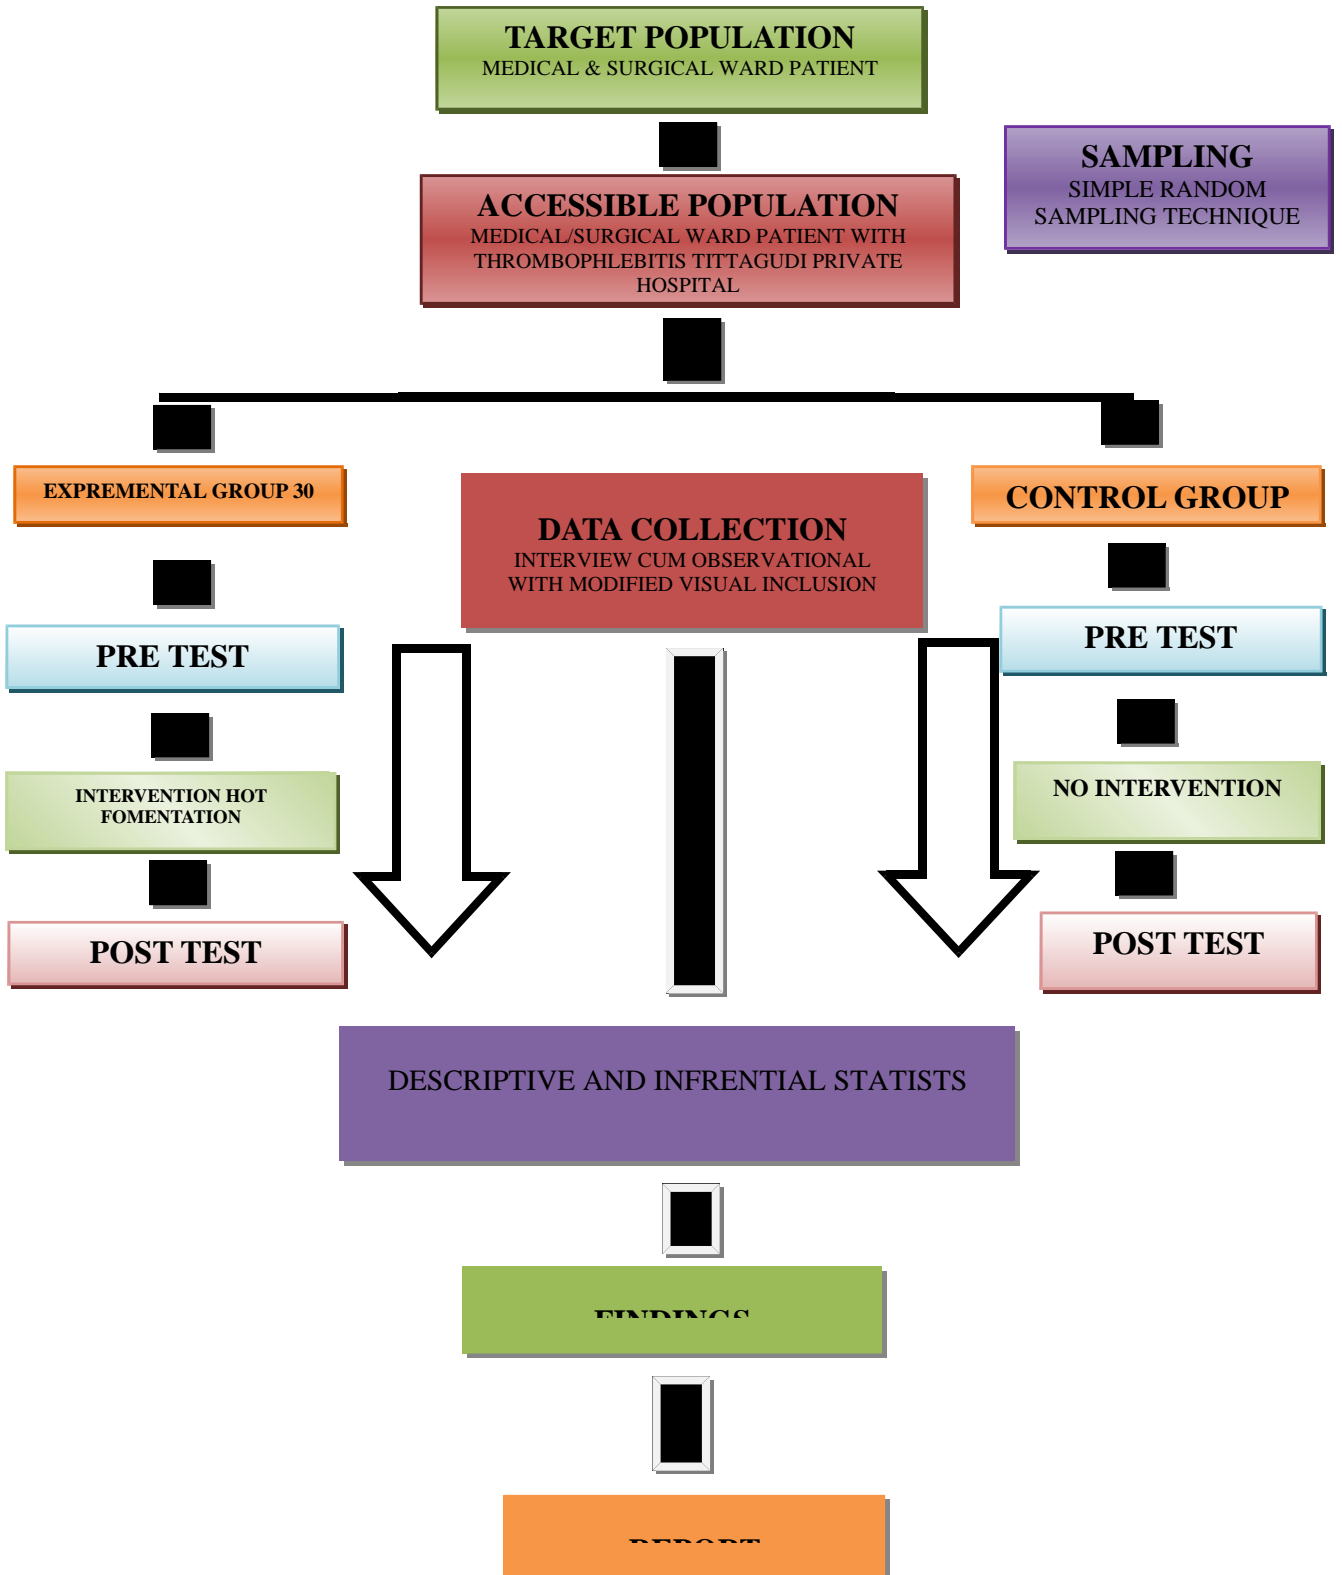 TARGET POPULATION
MEDICAL & SURGICAL WARD PATIENT
SAMPLING
SIMPLE RANDOM
SAMPLING TECHNIQUE
ACCESSIBLE POPULATION
MEDICAL/SURGICAL WARD PATIENT WITH
THROMBOPHLEBITIS TITTAGUDI PRIVATE
HOSPITAL
EXPREMENTAL GROUP 30
CONTROL GROUP
DATA COLLECTION
INTERVIEW CUM OBSERVATIONAL
WITH MODIFIED VISUAL INCLUSION
PRE TEST
PRE TEST
INTERVENTION HOT
FOMENTATION
NO INTERVENTION
POST TEST
POST TEST
DESCRIPTIVE AND INFRENTIAL STATISTS
FINDINGS
REPORT